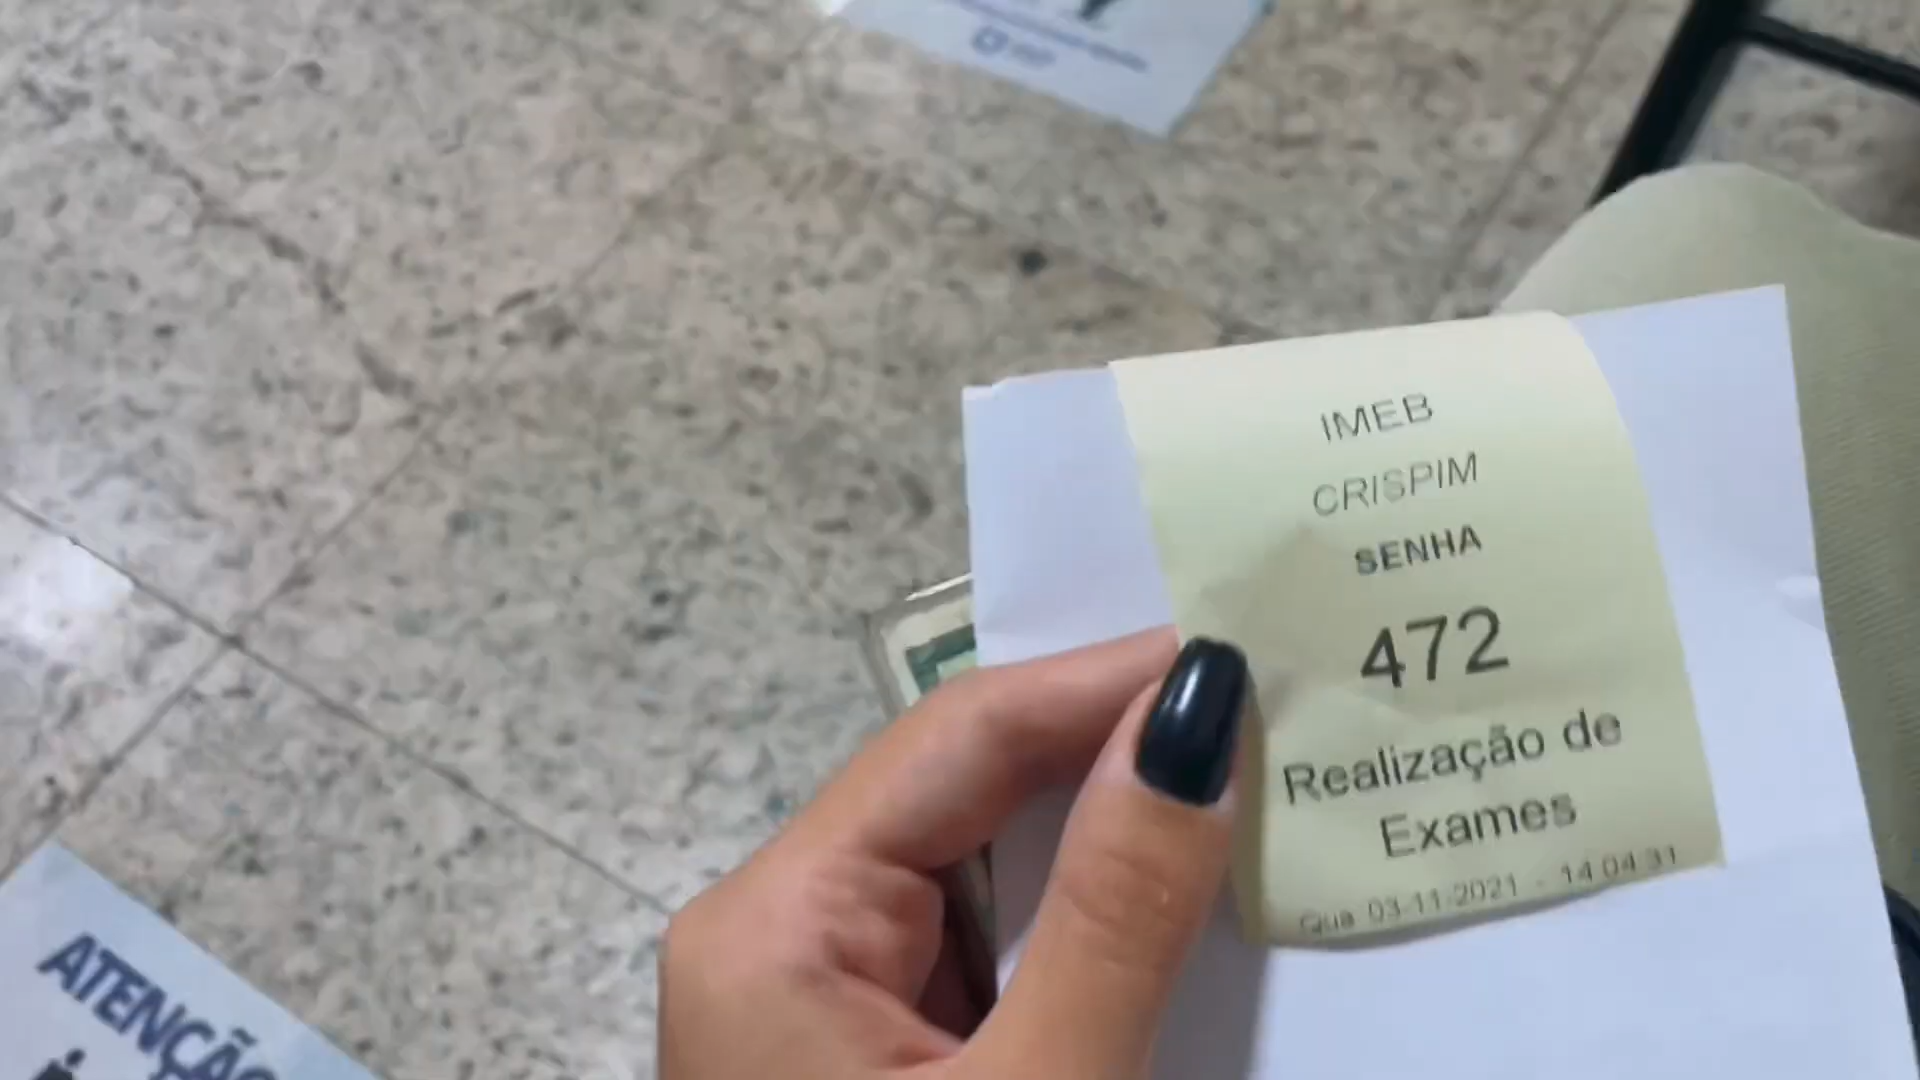 IMEB
CRISPIM
SENHA
472
Realização de
Exames
Qua 03-11-2021 - 14:04:31
ATENÇÃO